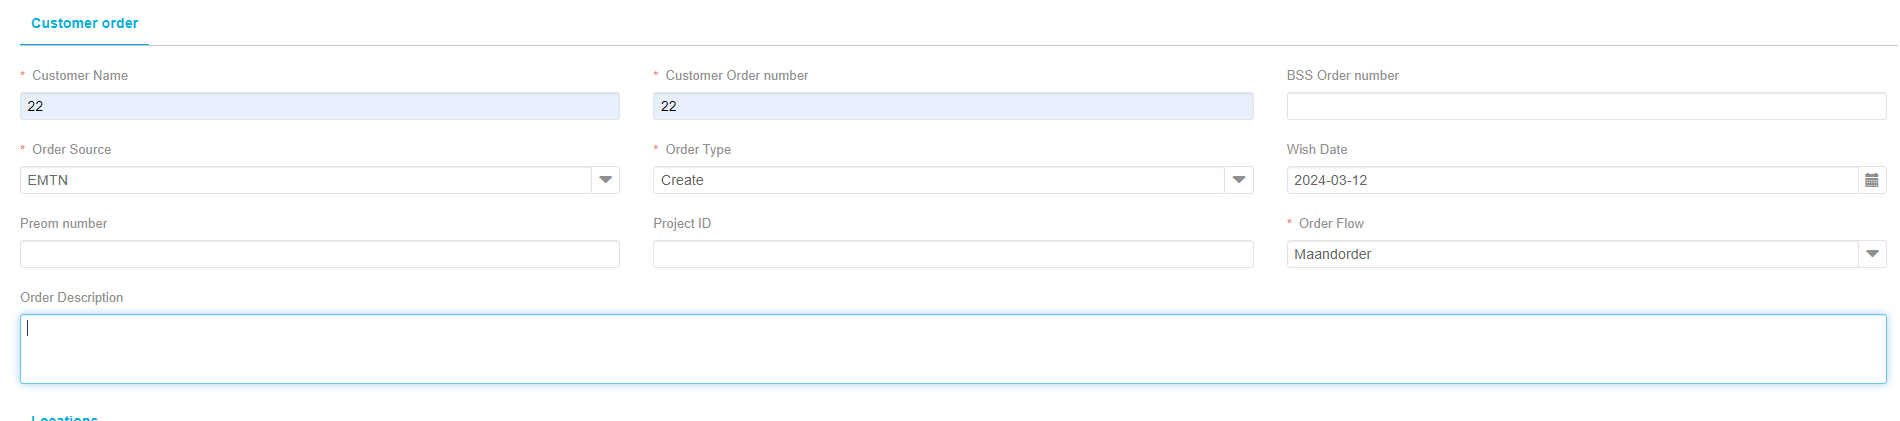 Customer order
* Customer Name
* Customer Order number
BSS Order number
22
22
* Order Source
* Order Type
Wish Date
EMTN
Create
2024-03-12
Preom number
Project ID
* Order Flow
Maandorder
Order Description
Locations